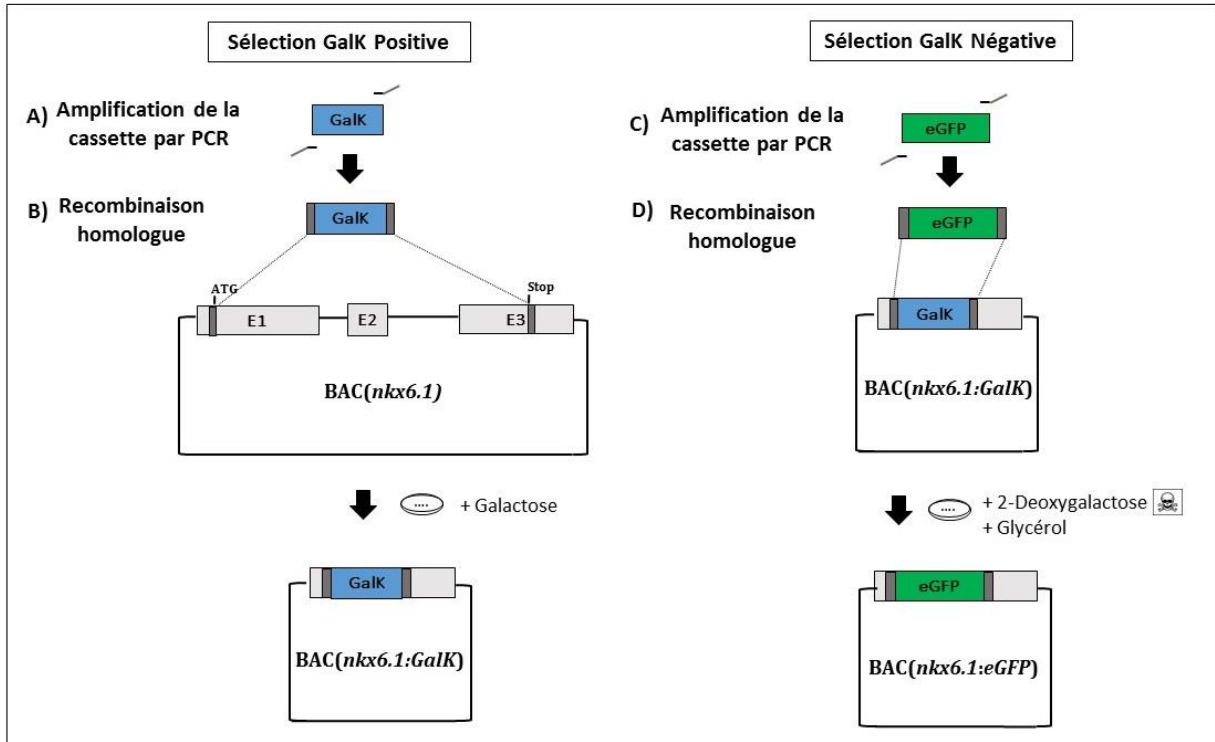 Sélection GalK Positive
A) Amplification de la
cassette par PCR
GalK
B) Recombinaison
homologue
GalK
ATG
Stop
E1
E2
E3
BAC(nkx6.1)
+ Galactose
GalK
BAC(nkx6.1:GalK)
Sélection GalK Négative
C) Amplification de la
cassette par PCR
eGFP
D) Recombinaison
homologue
eGFP
GalK
BAC(nkx6.1:GalK)
+ 2-Deoxygalactose
+ Glycérol
eGFP
BAC(nkx6.1:eGFP)